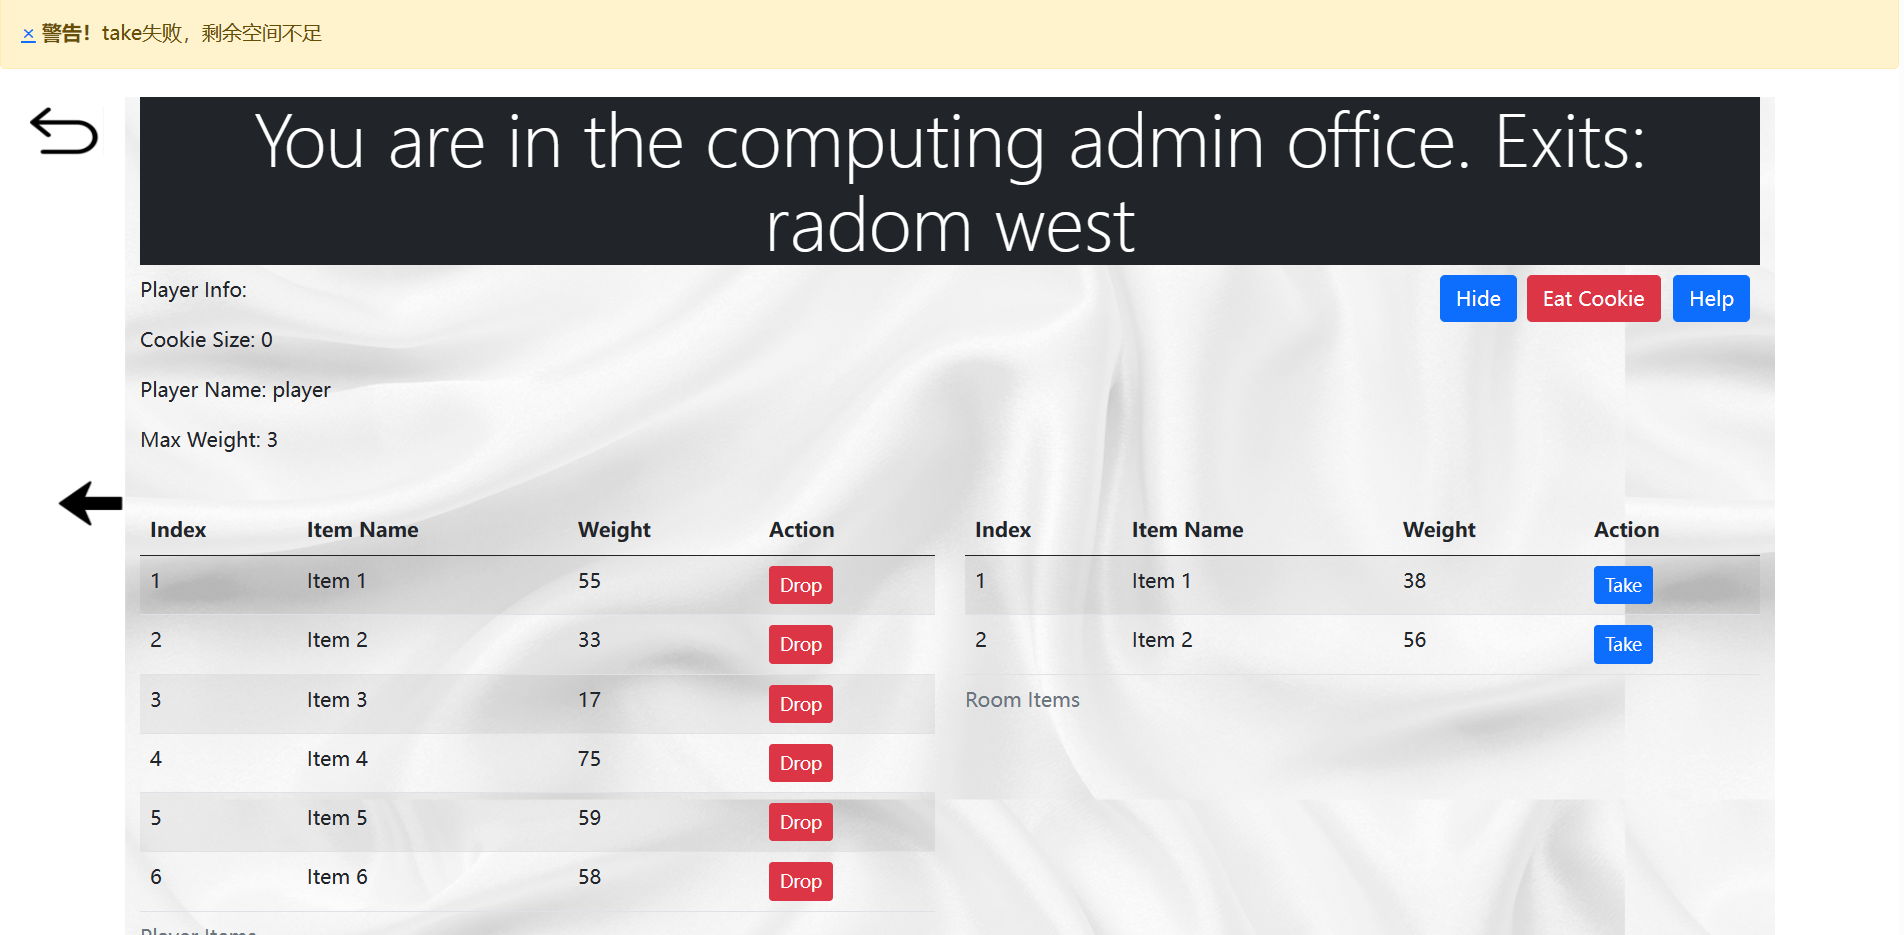 × 警告！take失败，剩余空间不足
You are in the computing admin office. Exits:
radom west
Player Info:
Hide Eat Cookie Help
Cookie Size: 0
Player Name: player
Max Weight: 3
Index Item Name Weight Action
1 Item 1 55 Drop
2 Item 2 33 Drop
3 Item 3 17 Drop
4 Item 4 75 Drop
5 Item 5 59 Drop
6 Item 6 58 Drop
Player Items
Index Item Name Weight Action
1 Item 1 38 Take
2 Item 2 56 Take
Room Items